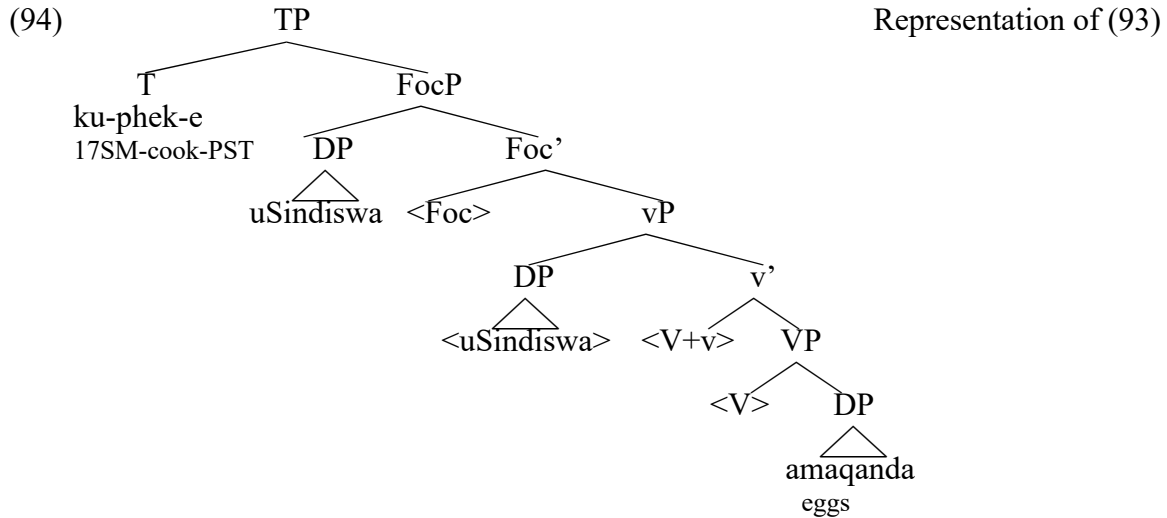 (94) TP Representation of (93)
T FocP
ku-phek-e
17SM-cook-PST DP Foc’
uSindiswa <Foc> vP
DP v’
<uSindiswa> <V+v> VP
<V> DP
amaqanda
eggs